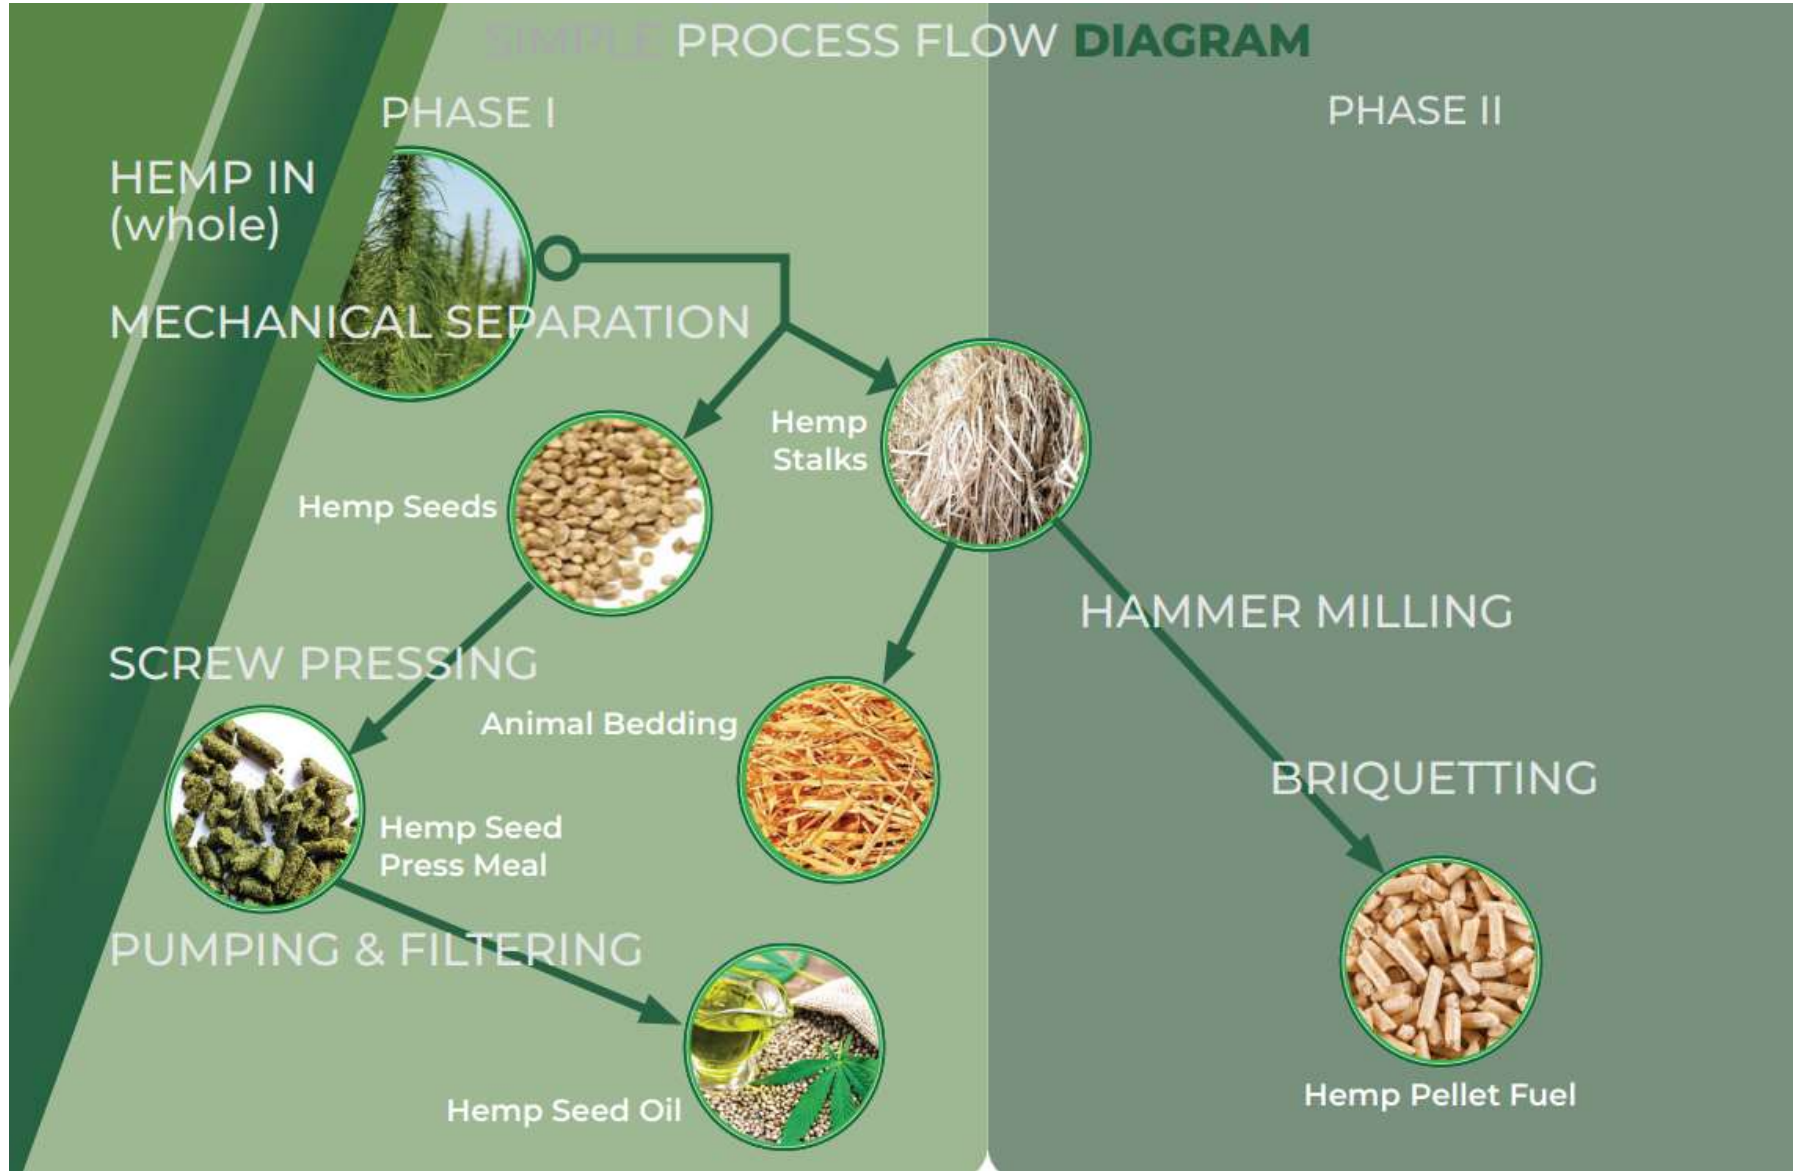 SIMPLE PROCESS FLOW DIAGRAM
PHASE I
PHASE II
HEMP IN
(whole)
MECHANICAL SEPARATION
Hemp
Stalks
Hemp Seeds
HAMMER MILLING
SCREW PRESSING
Animal Bedding
BRIQUETTING
Hemp Seed
Press Meal
PUMPING & FILTERING
Hemp Seed Oil
Hemp Pellet Fuel